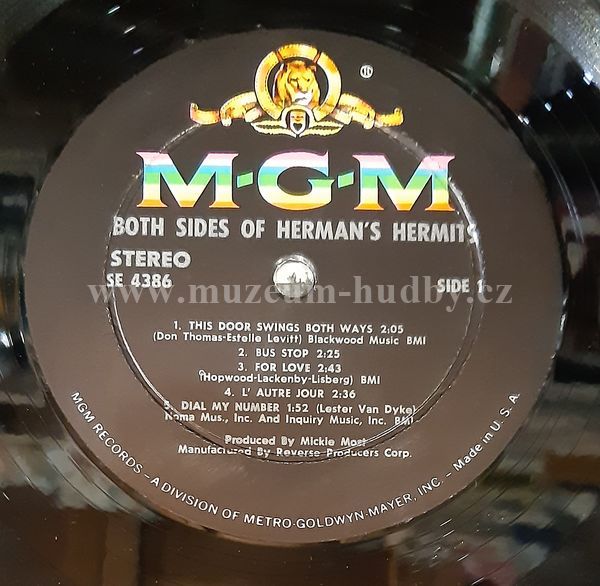 ®
M·G·M
BOTH SIDES OF HERMAN'S HERMITS
STEREO
SE 4386
SIDE 1
www.muzeum-hudby.cz
1. THIS DOOR SWINGS BOTH WAYS 2:05
(Don Thomas-Estelle Levitt) Blackwood Music BMI
2. BUS STOP 2:25
3. FOR LOVE 2:43
(Hopwood-Lackenby-Lisberg) BMI
4. L' AUTRE JOUR 2:36
5. DIAL MY NUMBER 1:52 (Lester Van Dyke)
Noma Mus., Inc. And Inquiry Music, Inc. BMI
Produced By Mickie Most
Manufactured By Reverse Producers Corp.
MGM RECORDS – A DIVISION OF METRO-GOLDWYN-MAYER, INC. – Made in U. S. A.